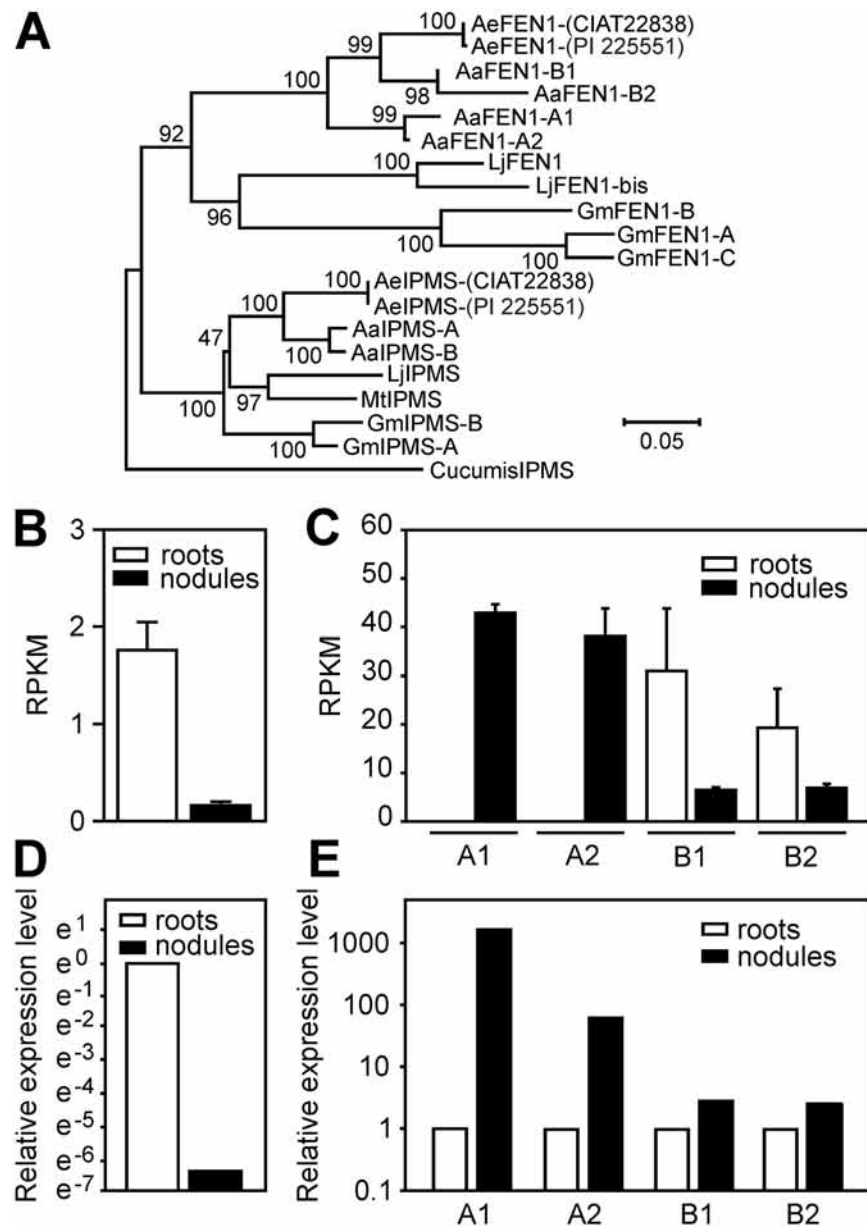 A
100
AeFEN1-(CIAT22838)
AeFEN1-(PI 225551)
99
AaFEN1-B1
98
AaFEN1-B2
100
99
AaFEN1-A1
AaFEN1-A2
92
100
LjFEN1
LjFEN1-bis
96
GmFEN1-B
100
GmFEN1-A
100
GmFEN1-C
100
AeIPMS-(CIAT22838)
AeIPMS-(PI 225551)
100
AaIPMS-A
100
AaIPMS-B
47
LjIPMS
97
MtIPMS
100
GmIPMS-B
100
GmIPMS-A
CucumisIPMS
0.05
B
3
2
1
0
RPKM
roots
nodules
C
60
50
40
30
20
10
0
RPKM
roots
nodules
A1 A2 B1 B2
D
Relative expression level
e1
e0
e-1
e-2
e-3
e-4
e-5
e-6
e-7
roots
nodules
E
Relative expression level
1000
100
10
1
0.1
roots
nodules
A1 A2 B1 B2